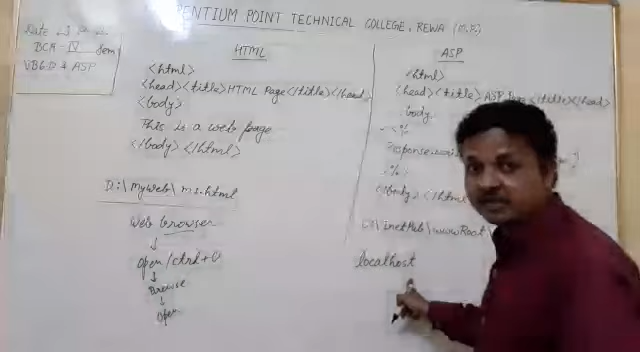 PENTIUM POINT TECHNICAL COLLEGE, REWA (M.P.)
Date
BCA - IV Sem
VB6.0 & ASP
HTML
<html>
<head><title>HTML Page</title></head>
<body>
This is a web page
</body></html>
D:\MyWeb\m1.html
Web browser
↓
Open/ctrl+O
↓
Browse
↓
Open
ASP
<html>
<head><title>ASP Page</title></head>
body>
<%
%>
</body></html
C:\inetPub\wwwRoot\
localhost